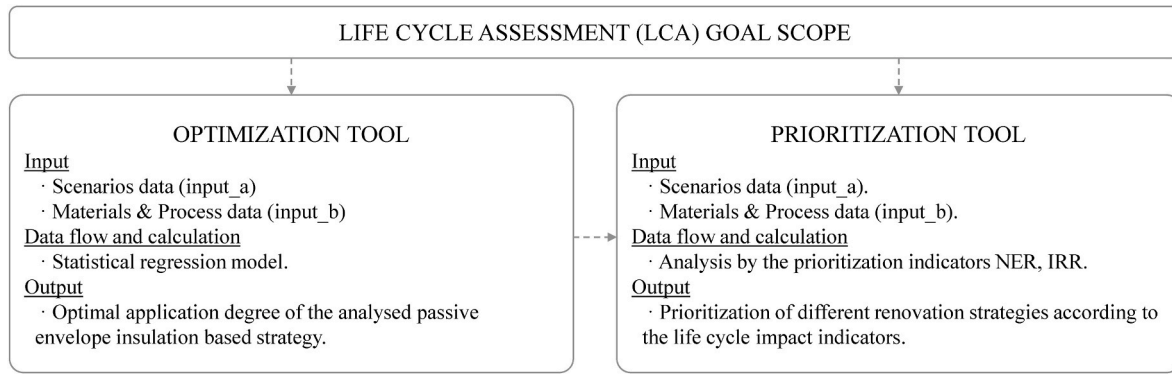 LIFE CYCLE ASSESSMENT (LCA) GOAL SCOPE
OPTIMIZATION TOOL
Input
· Scenarios data (input_a)
· Materials & Process data (input_b)
Data flow and calculation
· Statistical regression model.
Output
· Optimal application degree of the analysed passive
envelope insulation based strategy.
PRIORITIZATION TOOL
Input
· Scenarios data (input_a).
· Materials & Process data (input_b).
Data flow and calculation
· Analysis by the prioritization indicators NER, IRR.
Output
· Prioritization of different renovation strategies according to
the life cycle impact indicators.